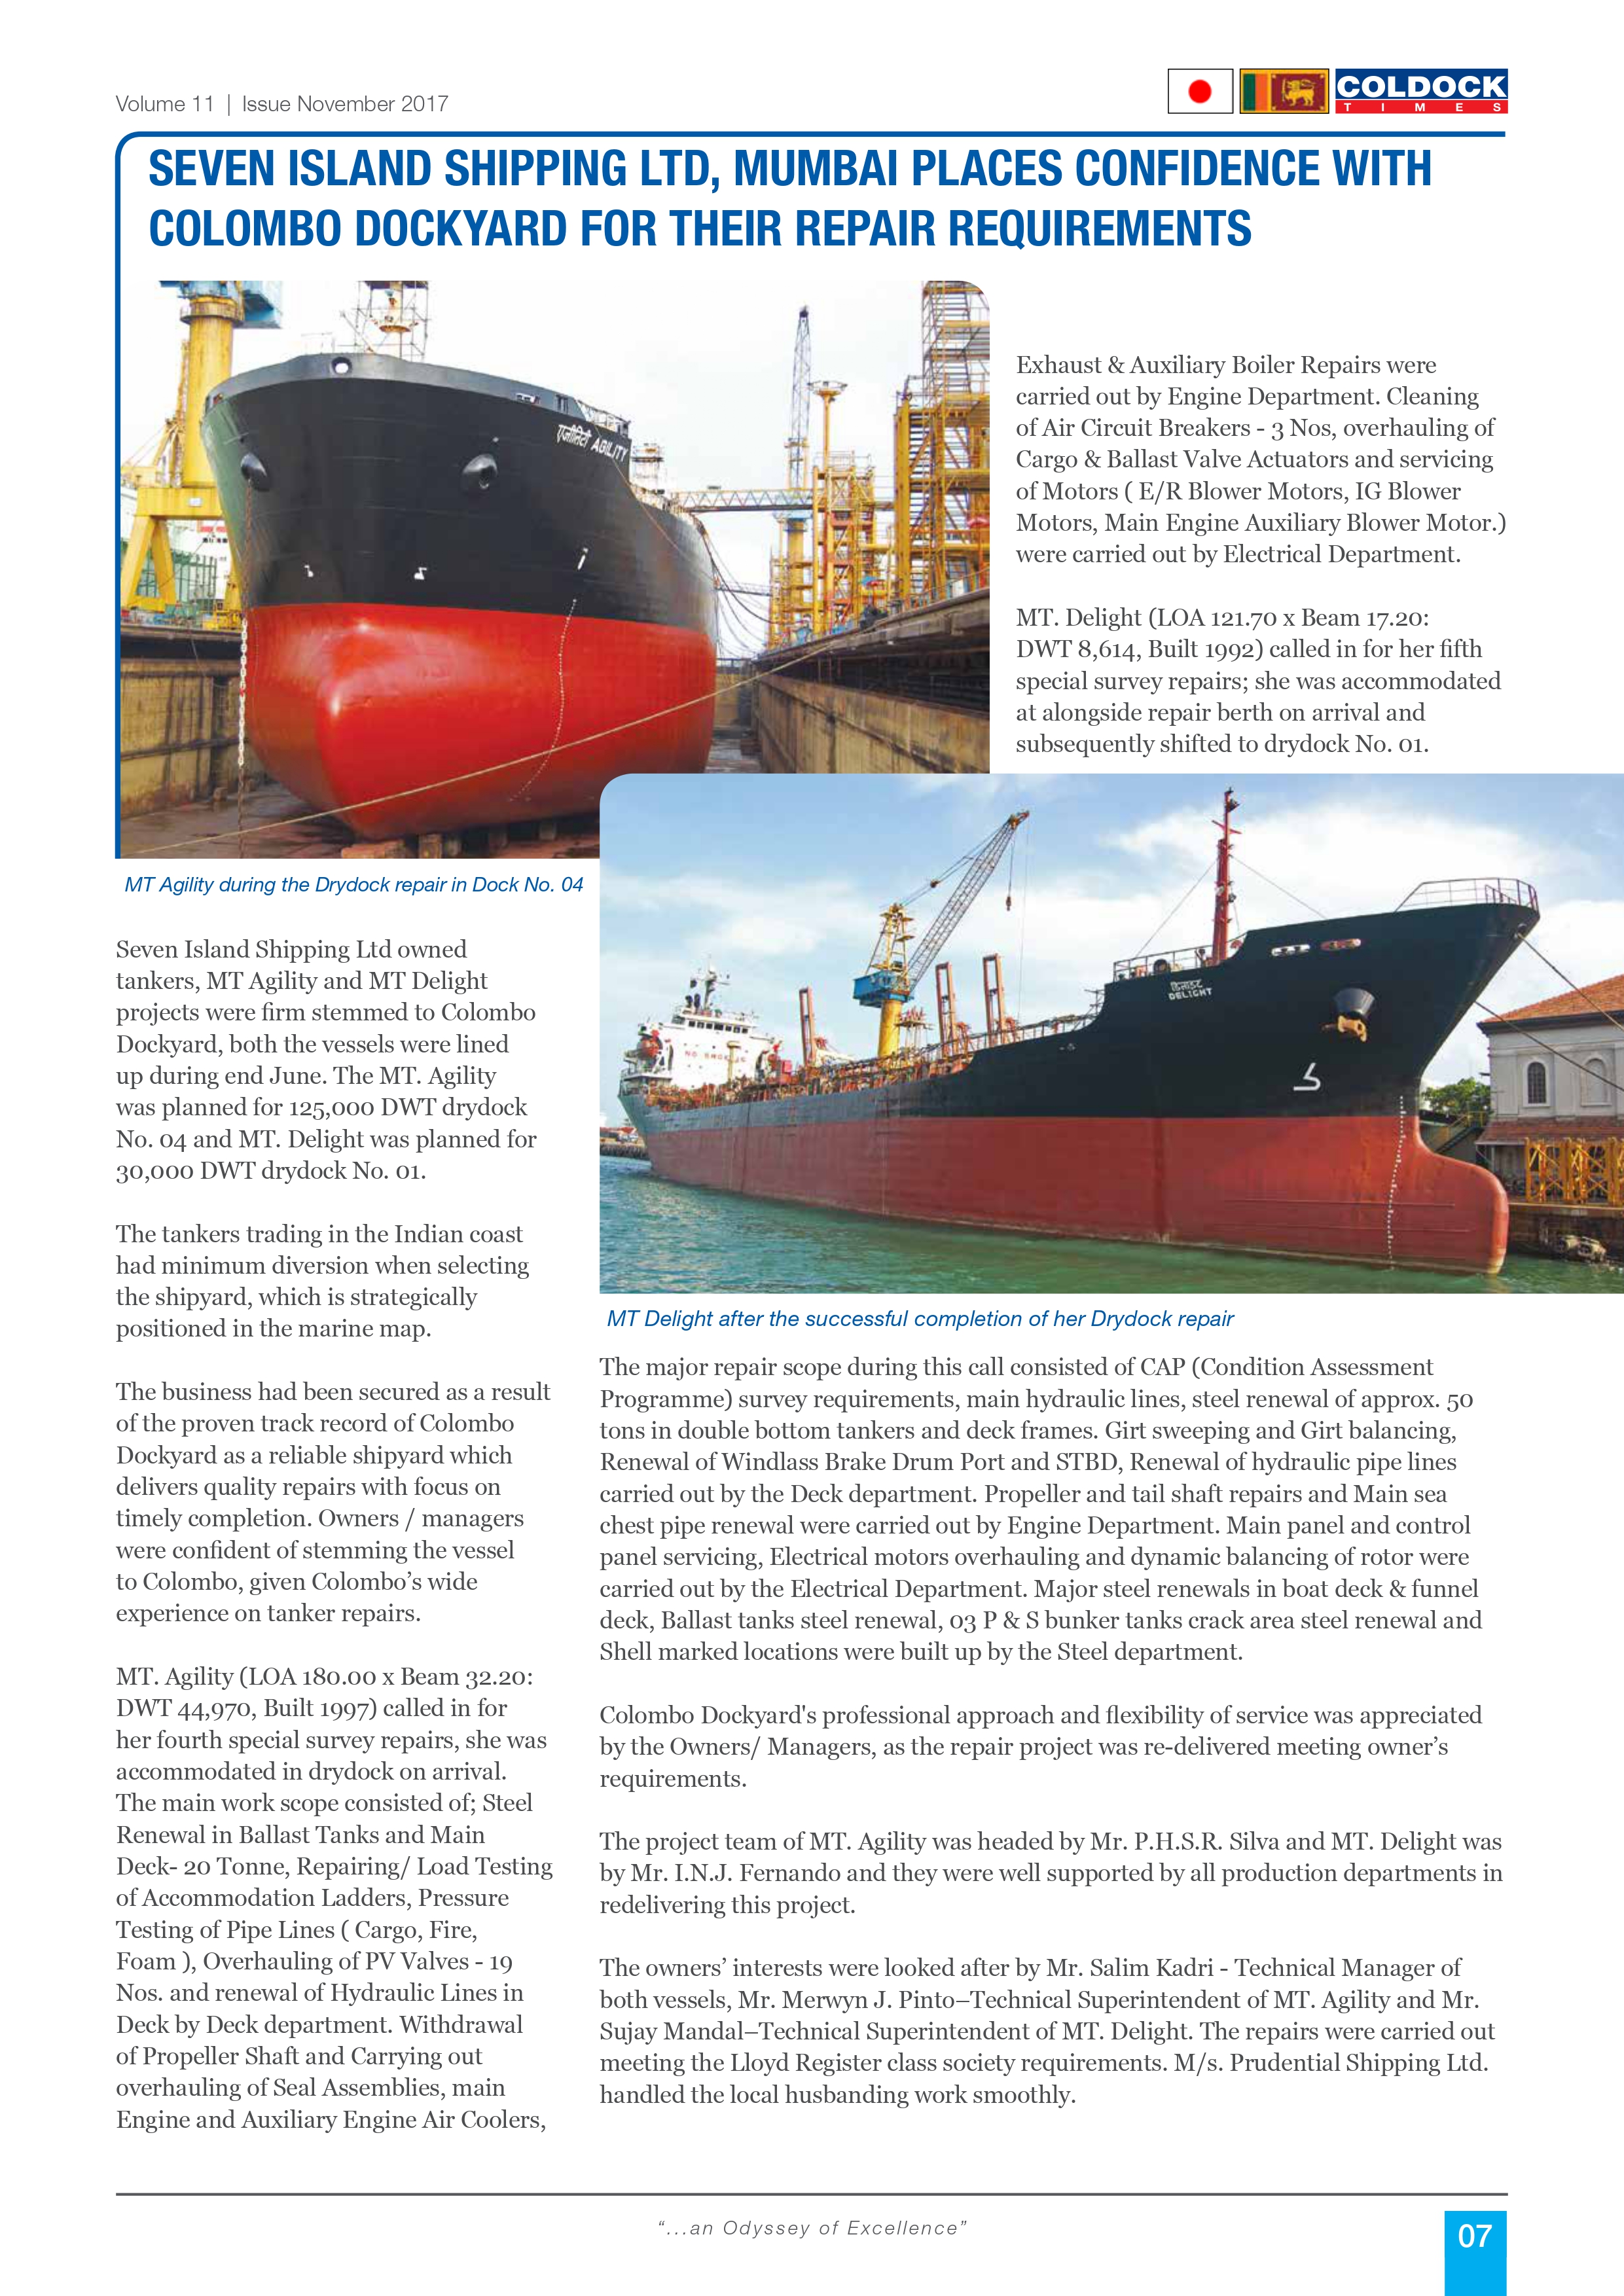 Volume 11 | Issue November 2017
COLDOCK
TIMES
SEVEN ISLAND SHIPPING LTD, MUMBAI PLACES CONFIDENCE WITH
COLOMBO DOCKYARD FOR THEIR REPAIR REQUIREMENTS
एजीलिटी AGILITY
MT Agility during the Drydock repair in Dock No. 04
Seven Island Shipping Ltd owned
tankers, MT Agility and MT Delight
projects were firm stemmed to Colombo
Dockyard, both the vessels were lined
up during end June. The MT. Agility
was planned for 125,000 DWT drydock
No. 04 and MT. Delight was planned for
30,000 DWT drydock No. 01.
The tankers trading in the Indian coast
had minimum diversion when selecting
the shipyard, which is strategically
positioned in the marine map.
The business had been secured as a result
of the proven track record of Colombo
Dockyard as a reliable shipyard which
delivers quality repairs with focus on
timely completion. Owners / managers
were confident of stemming the vessel
to Colombo, given Colombo’s wide
experience on tanker repairs.
MT. Agility (LOA 180.00 x Beam 32.20:
DWT 44,970, Built 1997) called in for
her fourth special survey repairs, she was
accommodated in drydock on arrival.
The main work scope consisted of; Steel
Renewal in Ballast Tanks and Main
Deck- 20 Tonne, Repairing/ Load Testing
of Accommodation Ladders, Pressure
Testing of Pipe Lines ( Cargo, Fire,
Foam ), Overhauling of PV Valves - 19
Nos. and renewal of Hydraulic Lines in
Deck by Deck department. Withdrawal
of Propeller Shaft and Carrying out
overhauling of Seal Assemblies, main
Engine and Auxiliary Engine Air Coolers,
Exhaust & Auxiliary Boiler Repairs were
carried out by Engine Department. Cleaning
of Air Circuit Breakers - 3 Nos, overhauling of
Cargo & Ballast Valve Actuators and servicing
of Motors ( E/R Blower Motors, IG Blower
Motors, Main Engine Auxiliary Blower Motor.)
were carried out by Electrical Department.
MT. Delight (LOA 121.70 x Beam 17.20:
DWT 8,614, Built 1992) called in for her fifth
special survey repairs; she was accommodated
at alongside repair berth on arrival and
subsequently shifted to drydock No. 01.
डिलाइट
DELIGHT
NO SMOKING
MT Delight after the successful completion of her Drydock repair
The major repair scope during this call consisted of CAP (Condition Assessment
Programme) survey requirements, main hydraulic lines, steel renewal of approx. 50
tons in double bottom tankers and deck frames. Girt sweeping and Girt balancing,
Renewal of Windlass Brake Drum Port and STBD, Renewal of hydraulic pipe lines
carried out by the Deck department. Propeller and tail shaft repairs and Main sea
chest pipe renewal were carried out by Engine Department. Main panel and control
panel servicing, Electrical motors overhauling and dynamic balancing of rotor were
carried out by the Electrical Department. Major steel renewals in boat deck & funnel
deck, Ballast tanks steel renewal, 03 P & S bunker tanks crack area steel renewal and
Shell marked locations were built up by the Steel department.
Colombo Dockyard's professional approach and flexibility of service was appreciated
by the Owners/ Managers, as the repair project was re-delivered meeting owner’s
requirements.
The project team of MT. Agility was headed by Mr. P.H.S.R. Silva and MT. Delight was
by Mr. I.N.J. Fernando and they were well supported by all production departments in
redelivering this project.
The owners’ interests were looked after by Mr. Salim Kadri - Technical Manager of
both vessels, Mr. Merwyn J. Pinto–Technical Superintendent of MT. Agility and Mr.
Sujay Mandal–Technical Superintendent of MT. Delight. The repairs were carried out
meeting the Lloyd Register class society requirements. M/s. Prudential Shipping Ltd.
handled the local husbanding work smoothly.
“...an Odyssey of Excellence”
07